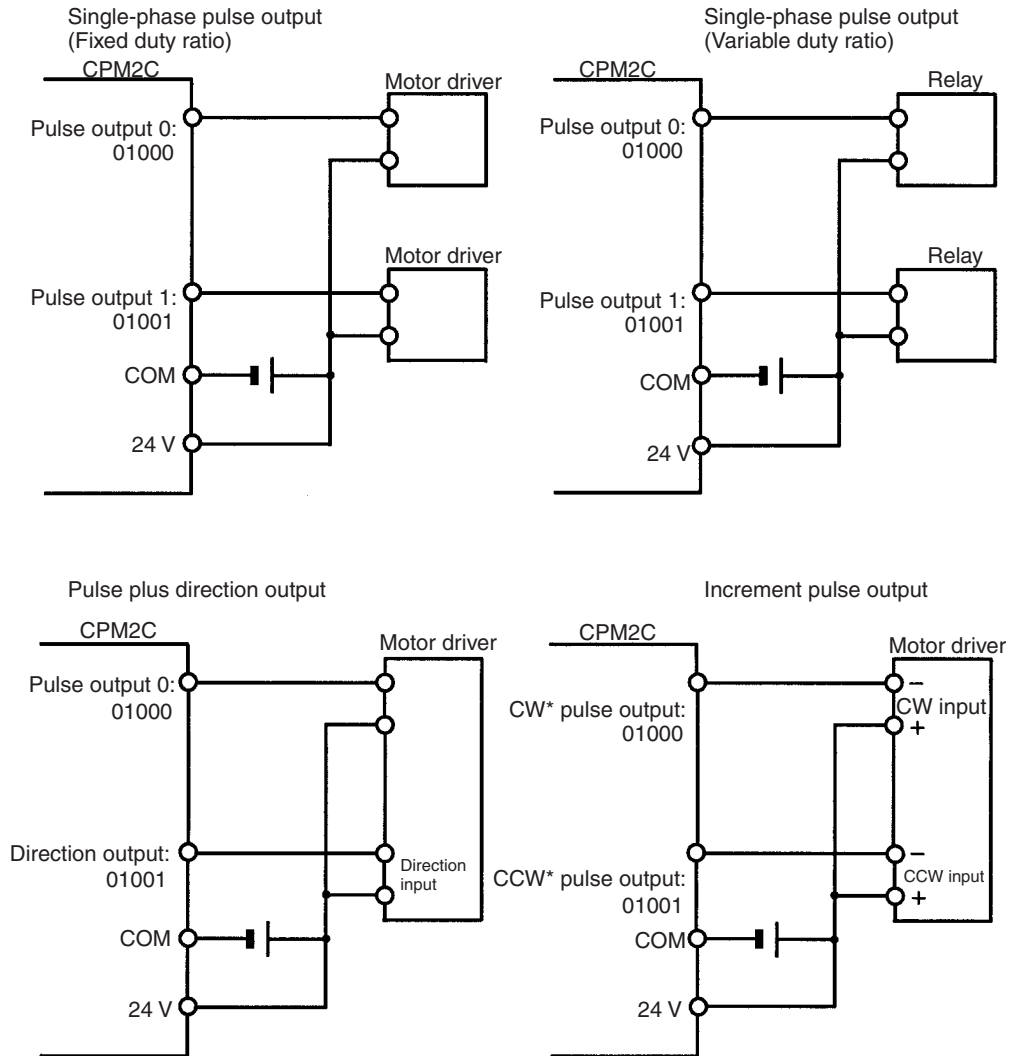 Single-phase pulse output
(Fixed duty ratio)
CPM2C
Motor driver
Pulse output 0:
01000
Motor driver
Pulse output 1:
01001
COM
24 V
Single-phase pulse output
(Variable duty ratio)
CPM2C
Relay
Pulse output 0:
01000
Relay
Pulse output 1:
01001
COM
24 V
Pulse plus direction output
CPM2C
Motor driver
Pulse output 0:
01000
Direction output:
01001
Direction
input
COM
24 V
Increment pulse output
CPM2C
Motor driver
−
CW input
+
CW* pulse output:
01000
−
CCW input
+
CCW* pulse output:
01001
COM
24 V